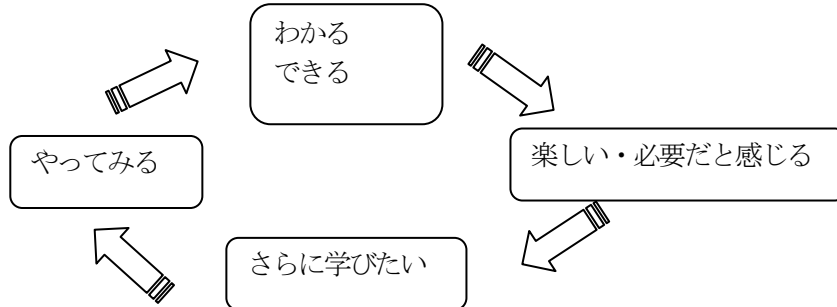 わかる
できる
やってみる
楽しい・必要だと感じる
さらに学びたい